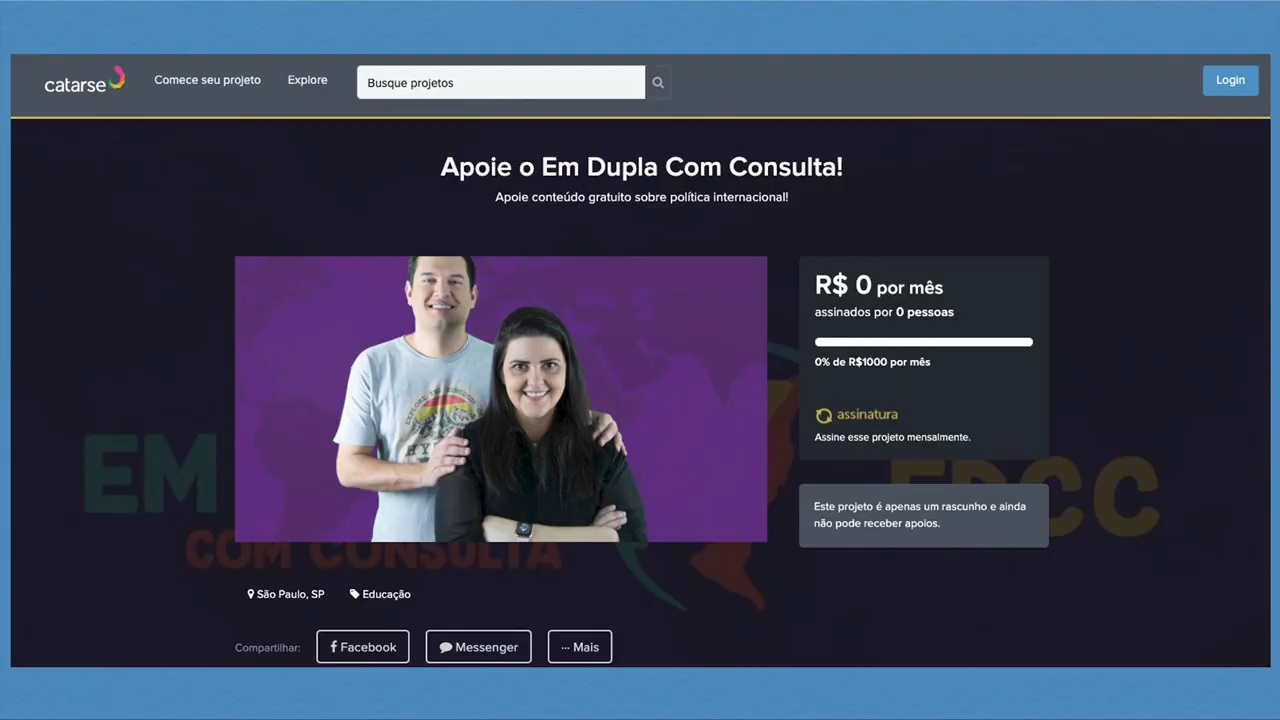 catarse
Comece seu projeto
Explore
Busque projetos
Login
Apoie o Em Dupla Com Consulta!
Apoie conteúdo gratuito sobre política internacional!
R$ 0 por mês
assinados por 0 pessoas
0% de R$1000 por mês
assinatura
Assine esse projeto mensalmente.
EM
COM CONSULTA
EDCC
Este projeto é apenas um rascunho e ainda
não pode receber apoios.
São Paulo, SP
Educação
Compartilhar:
Facebook
Messenger
··· Mais